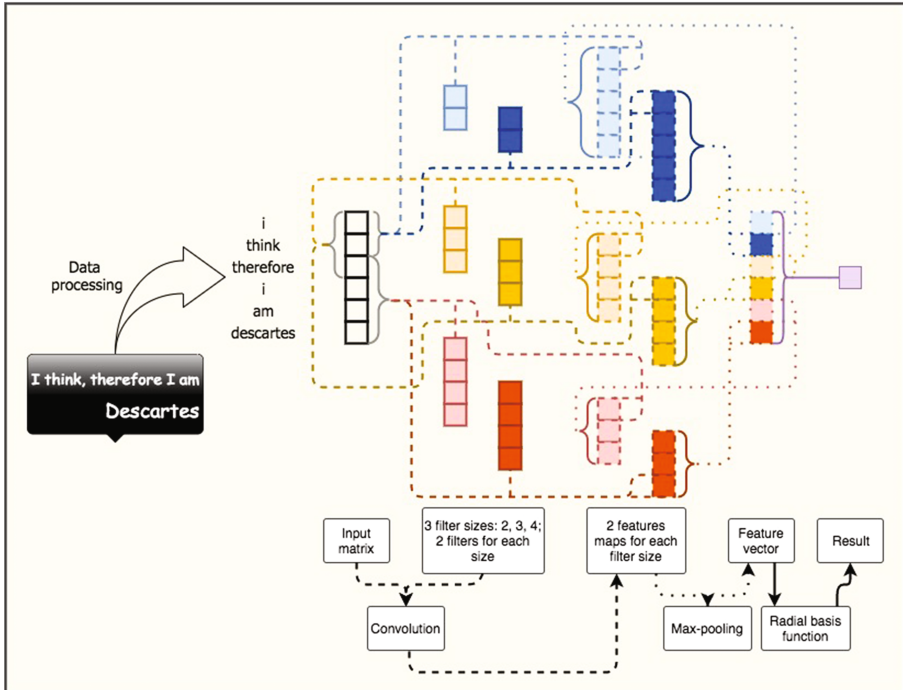 i
think
therefore
i
am
descartes
Data
processing
I think, therefore I am
Descartes
Input
matrix
3 filter sizes: 2, 3, 4;
2 filters for each
size
2 features
maps for each
filter size
Feature
vector
Result
Convolution
Max-pooling
Radial basis
function